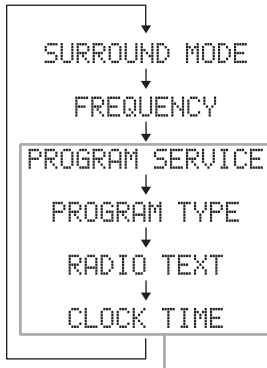 SURROUND MODE
FREQUENCY
PROGRAM SERVICE
PROGRAM TYPE
RADIO TEXT
CLOCK TIME